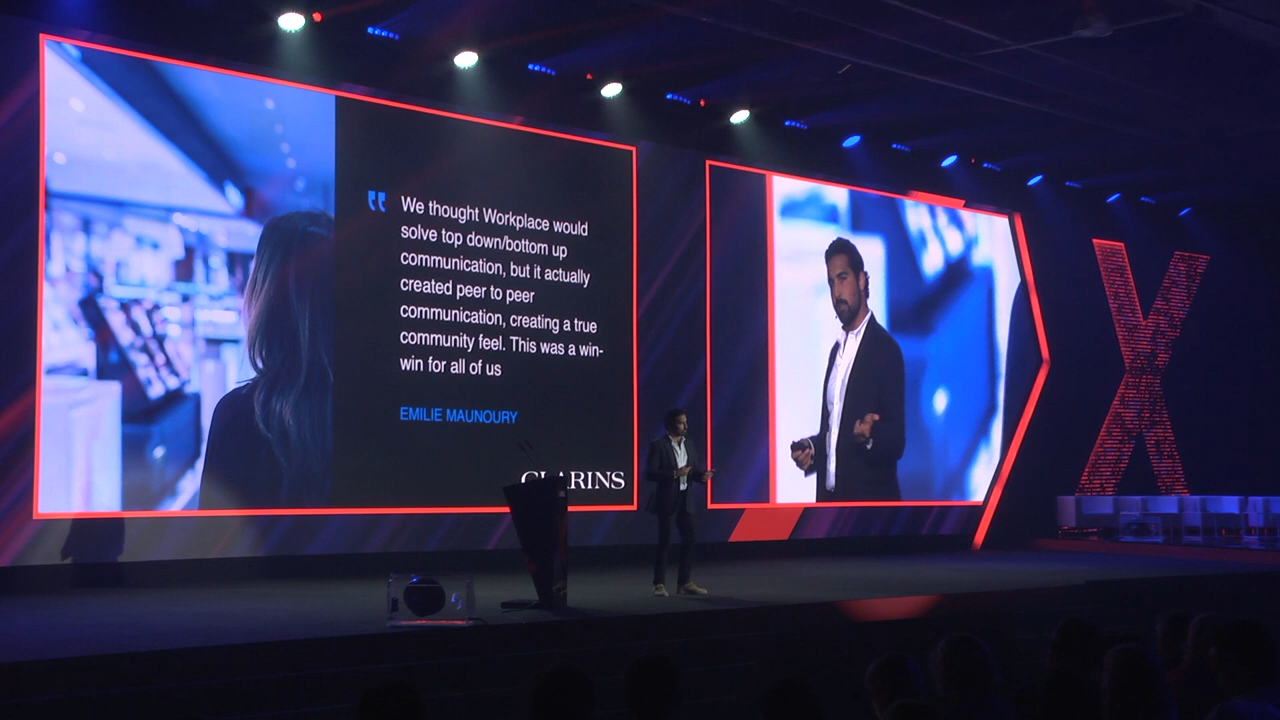 We thought Workplace would
solve top down/bottom up
communication, but it actually
created peer to peer
communication, creating a true
community feel. This was a win-
win for all of us
EMILIE MAUNOURY
CLARINS
X